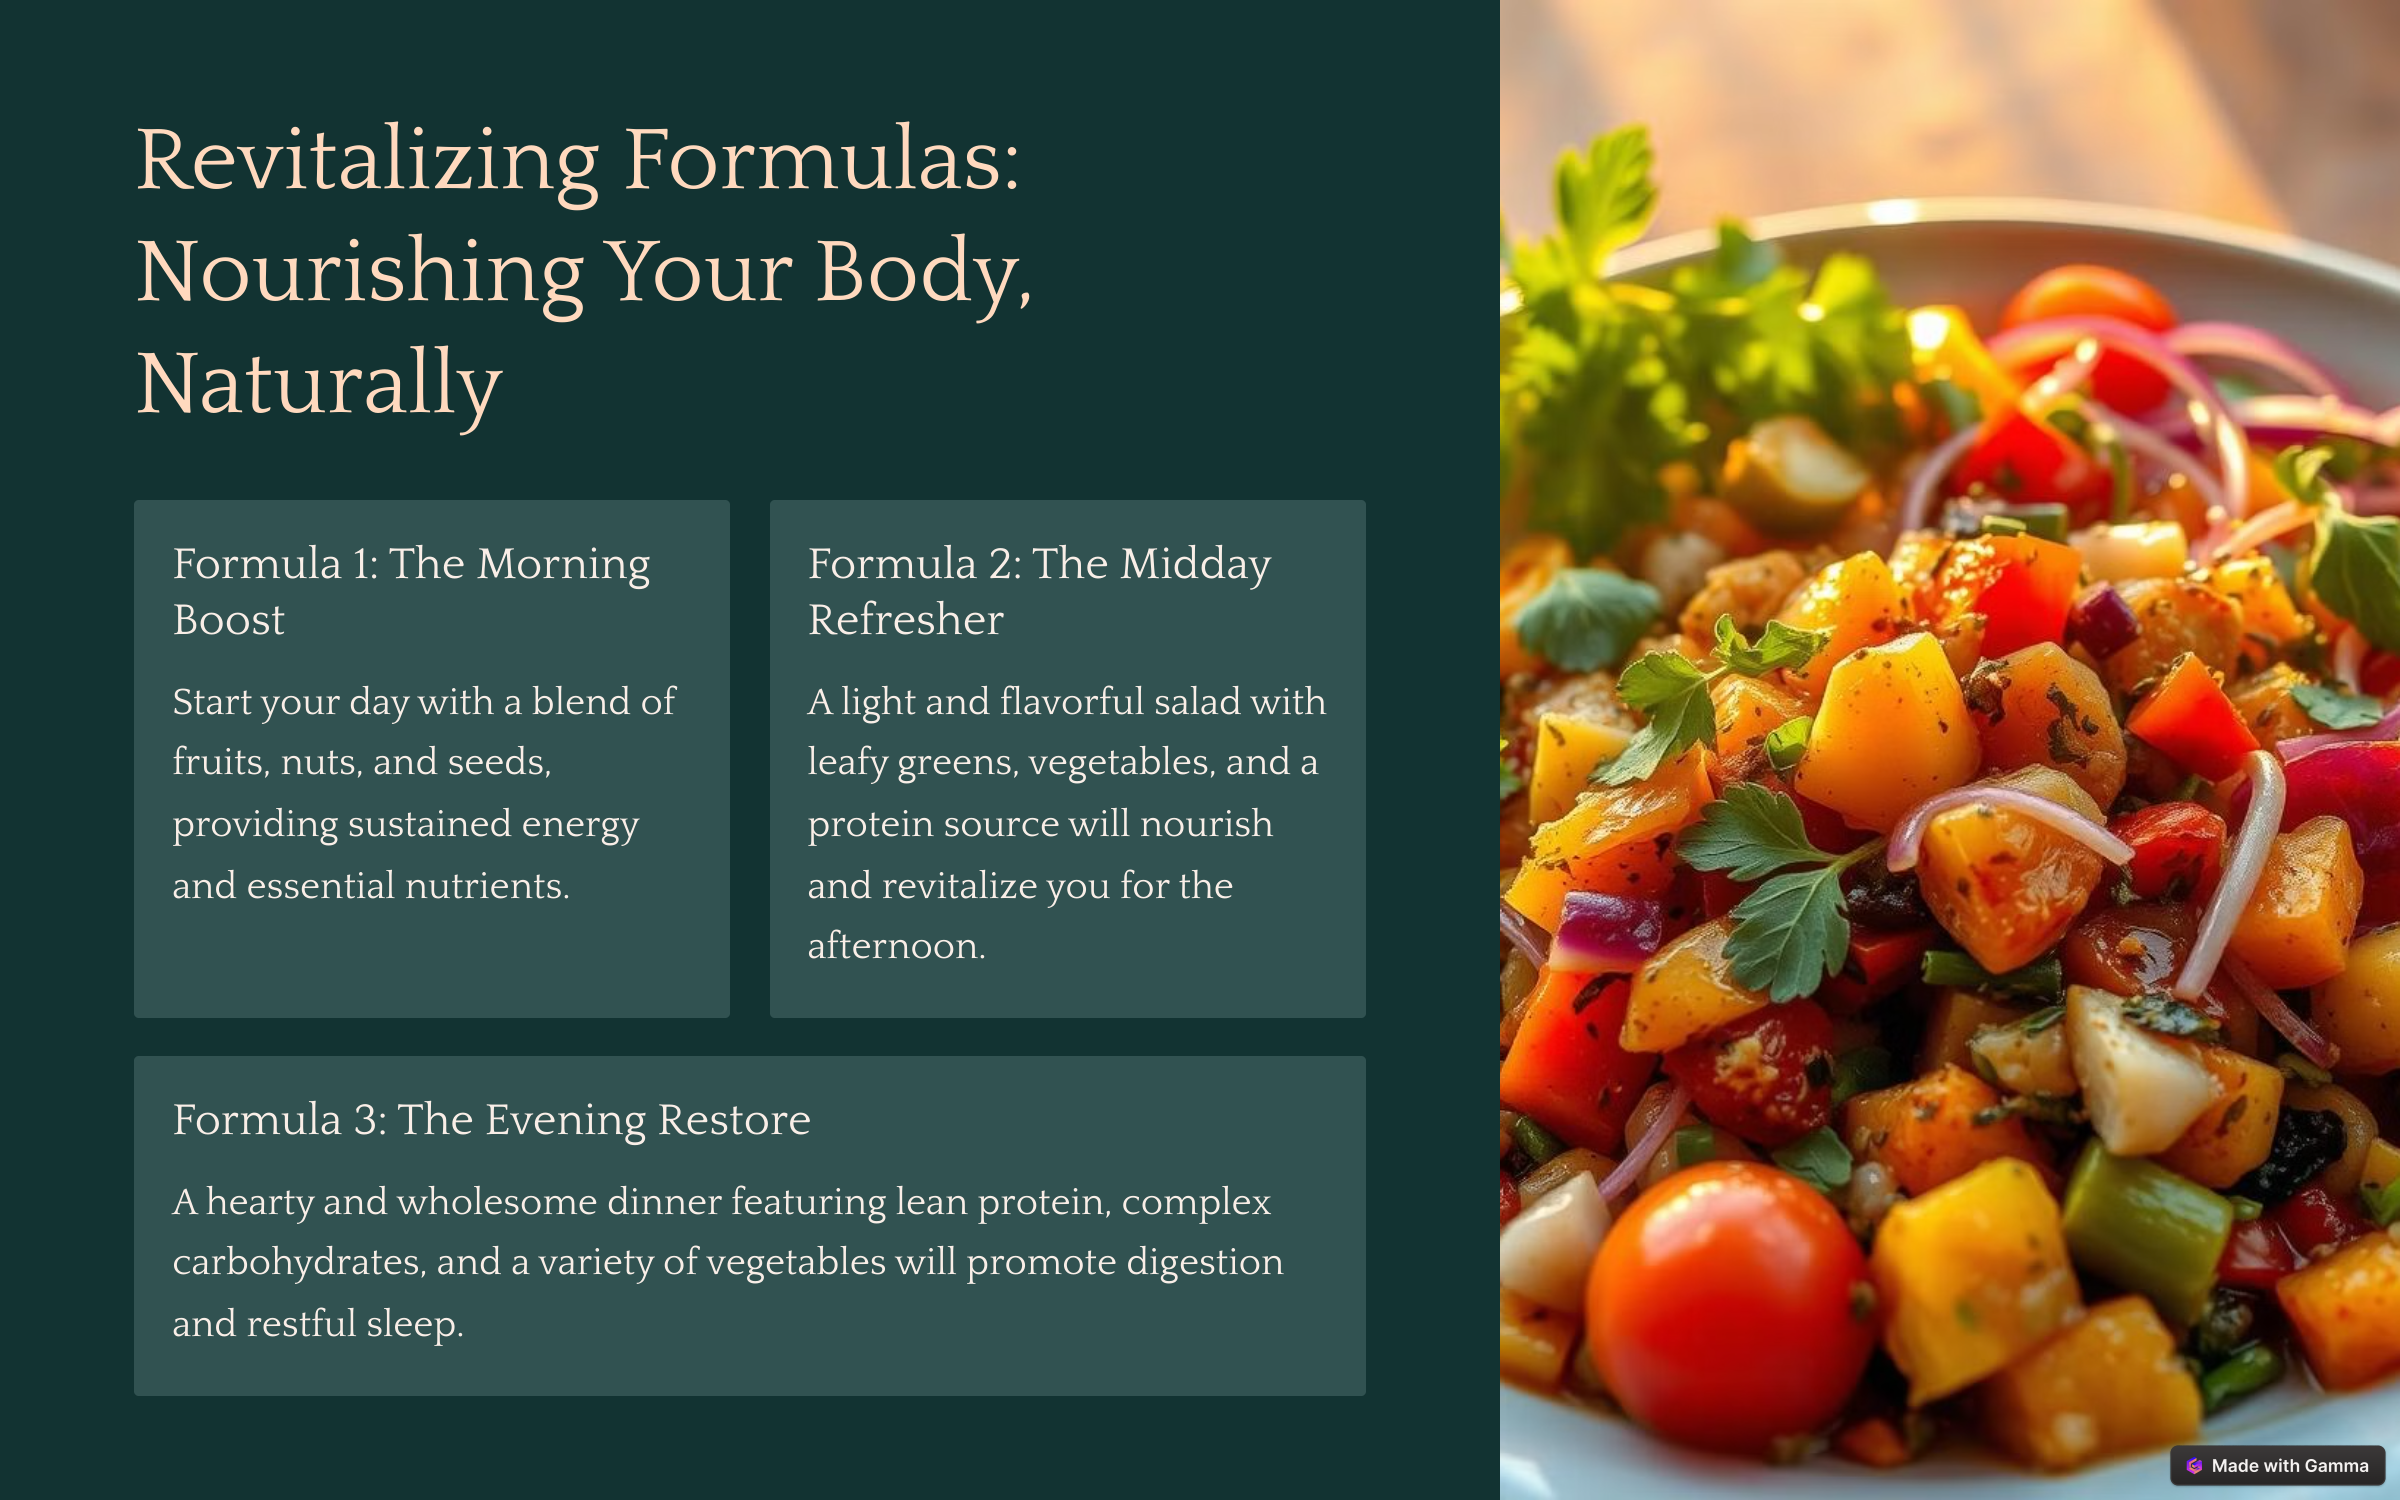 Revitalizing Formulas:
Nourishing Your Body,
Naturally
Formula 1: The Morning
Boost
Start your day with a blend of
fruits, nuts, and seeds,
providing sustained energy
and essential nutrients.
Formula 2: The Midday
Refresher
A light and flavorful salad with
leafy greens, vegetables, and a
protein source will nourish
and revitalize you for the
afternoon.
Formula 3: The Evening Restore
A hearty and wholesome dinner featuring lean protein, complex
carbohydrates, and a variety of vegetables will promote digestion
and restful sleep.
Made with Gamma